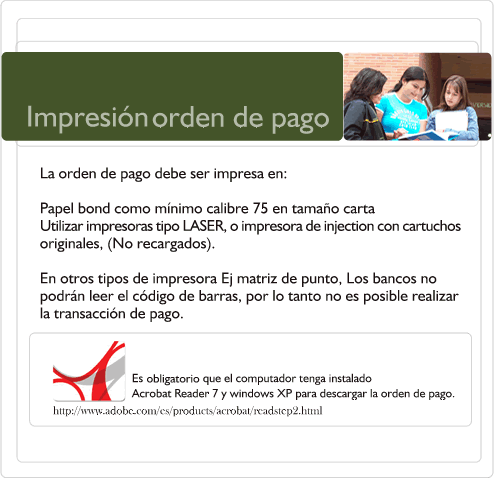 Impresión orden de pago
La orden de pago debe ser impresa en:
Papel bond como mínimo calibre 75 en tamaño carta
Utilizar impresoras tipo LASER, o impresora de injection con cartuchos
originales, (No recargados).
En otros tipos de impresora Ej matriz de punto, Los bancos no
podrán leer el código de barras, por lo tanto no es posible realizar
la transacción de pago.
Es obligatorio que el computador tenga instalado
Acrobat Reader 7 y windows XP para descargar la orden de pago.
http://www.adobe.com/es/products/acrobat/readstep2.html